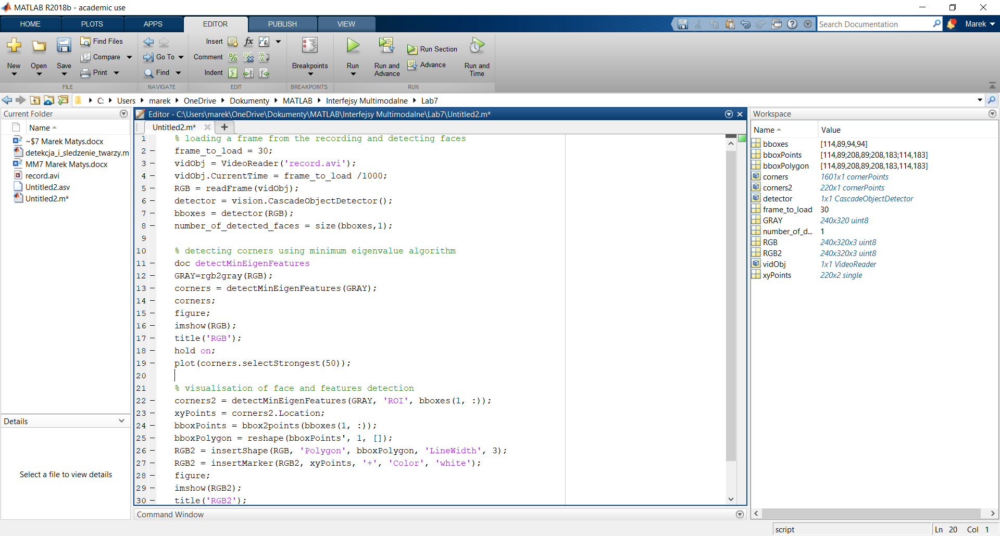 MATLAB R2018b - academic use
HOME PLOTS APPS EDITOR PUBLISH VIEW
Search Documentation
Marek
New
Open
Save
Find Files
Compare
Print
FILE
Go To
Find
NAVIGATE
Insert
Comment
Indent
EDIT
Breakpoints
BREAKPOINTS
Run
Run and
Advance
Run Section
Advance
Run and
Time
RUN
C: Users marek OneDrive Dokumenty MATLAB Interfejsy Multimodalne Lab7
Current Folder
Name
~$7 Marek Matys.docx
detekcja_i_sledzenie_twarzy.m
MM7 Marek Matys.docx
record.avi
Untitled2.asv
Untitled2.m*
Details
Select a file to view details
Editor - C:\Users\marek\OneDrive\Dokumenty\MATLAB\Interfejsy Multimodalne\Lab7\Untitled2.m*
Untitled2.m*
1 % loading a frame from the recording and detecting faces
2 – frame_to_load = 30;
3 – vidObj = VideoReader('record.avi');
4 – vidObj.CurrentTime = frame_to_load /1000;
5 – RGB = readFrame(vidObj);
6 – detector = vision.CascadeObjectDetector();
7 – bboxes = detector(RGB);
8 – number_of_detected_faces = size(bboxes,1);
9
10 % detecting corners using minimum eigenvalue algorithm
11 – doc detectMinEigenFeatures
12 – GRAY=rgb2gray(RGB);
13 – corners = detectMinEigenFeatures(GRAY);
14 – corners;
15 – figure;
16 – imshow(RGB);
17 – title('RGB');
18 – hold on;
19 – plot(corners.selectStrongest(50));
20
21 % visualisation of face and features detection
22 – corners2 = detectMinEigenFeatures(GRAY, 'ROI', bboxes(1, :));
23 – xyPoints = corners2.Location;
24 – bboxPoints = bbox2points(bboxes(1, :));
25 – bboxPolygon = reshape(bboxPoints', 1, []);
26 – RGB2 = insertShape(RGB, 'Polygon', bboxPolygon, 'LineWidth', 3);
27 – RGB2 = insertMarker(RGB2, xyPoints, '+', 'Color', 'white');
28 – figure;
29 – imshow(RGB2);
30 – title('RGB2');
Command Window
Workspace
Name Value
bboxes [114,89,94,94]
bboxPoints [114,89;208,89;208,183;114,183]
bboxPolygon [114,89,208,89,208,183,114,183]
corners 1601x1 cornerPoints
corners2 220x1 cornerPoints
detector 1x1 CascadeObjectDetector
frame_to_load 30
GRAY 240x320 uint8
number_of_d... 1
RGB 240x320x3 uint8
RGB2 240x320x3 uint8
vidObj 1x1 VideoReader
xyPoints 220x2 single
script
Ln 20 Col 1